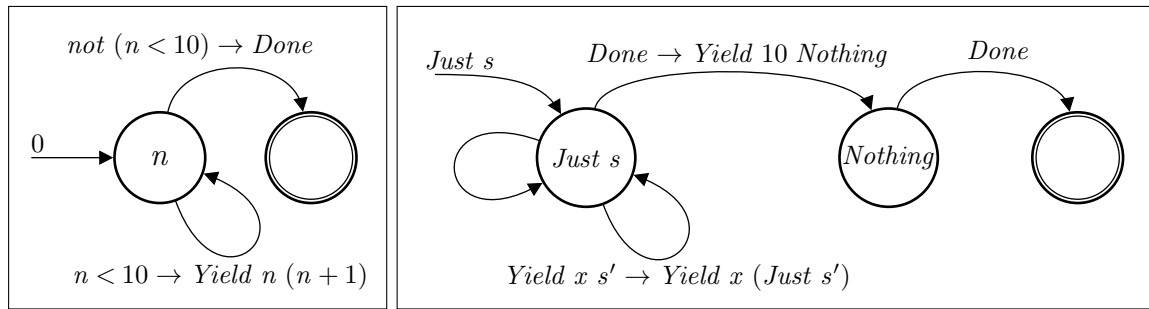 not (n < 10) → Done
0
n
n < 10 → Yield n (n + 1)
Just s
Done → Yield 10 Nothing
Done
Just s
Nothing
Yield x s′ → Yield x (Just s′)